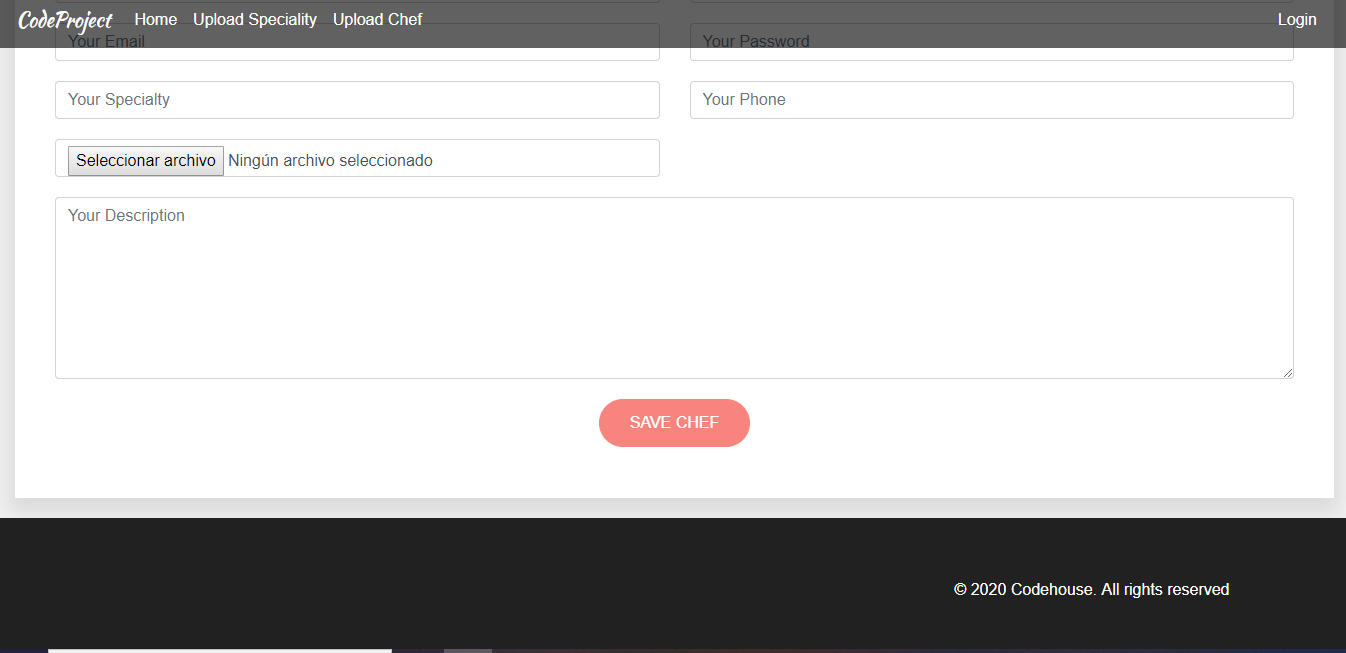 CodeProject Home Upload Speciality Upload Chef Login
Your Email Your Password
Your Specialty Your Phone
Seleccionar archivo Ningún archivo seleccionado
Your Description
SAVE CHEF
© 2020 Codehouse. All rights reserved